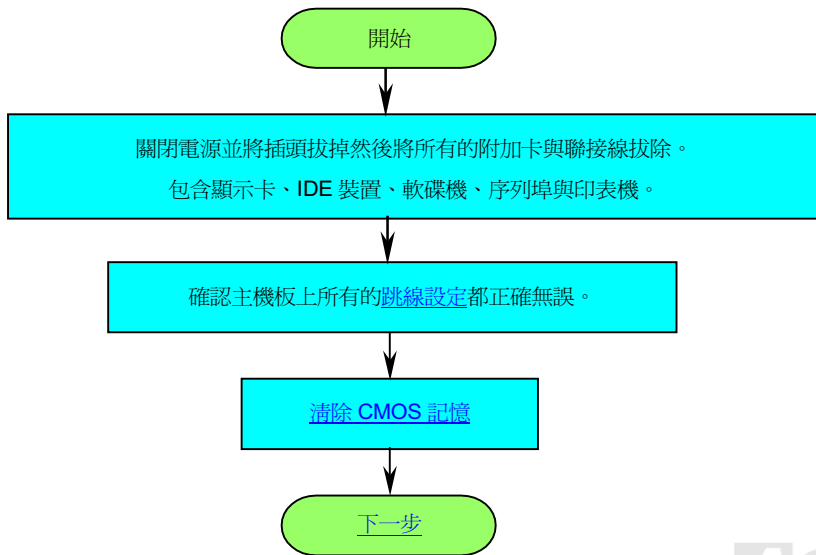 開始
關閉電源並將插頭拔掉然後將所有的附加卡與聯接線拔除。
包含顯示卡、IDE 裝置、軟碟機、序列埠與印表機。
確認主機板上所有的跳線設定都正確無誤。
清除 CMOS 記憶
下一步